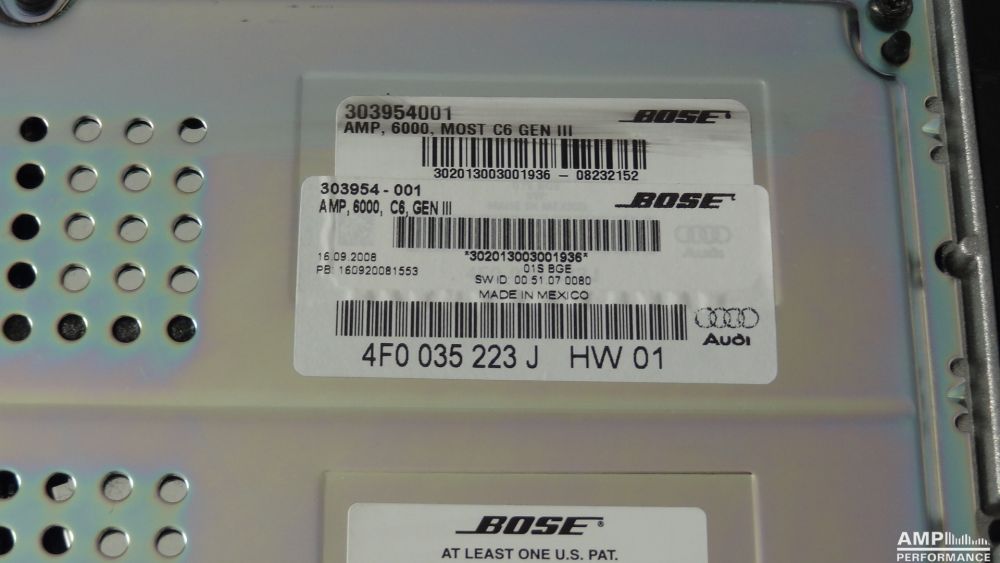 303954001
BOSE
AMP, 6000, MOST C6 GEN III
302013003001936 - 08232152
303954 - 001
BOSE
AMP, 6000, C6, GEN III
*302013003001936*
16.09.2008
01S BGE
PB: 160920081553
SW ID 00 51 07 0080
MADE IN MEXICO
Audi
4F0 035 223 J HW 01
BOSE®
AT LEAST ONE U.S. PAT.
AMP
PERFORMANCE